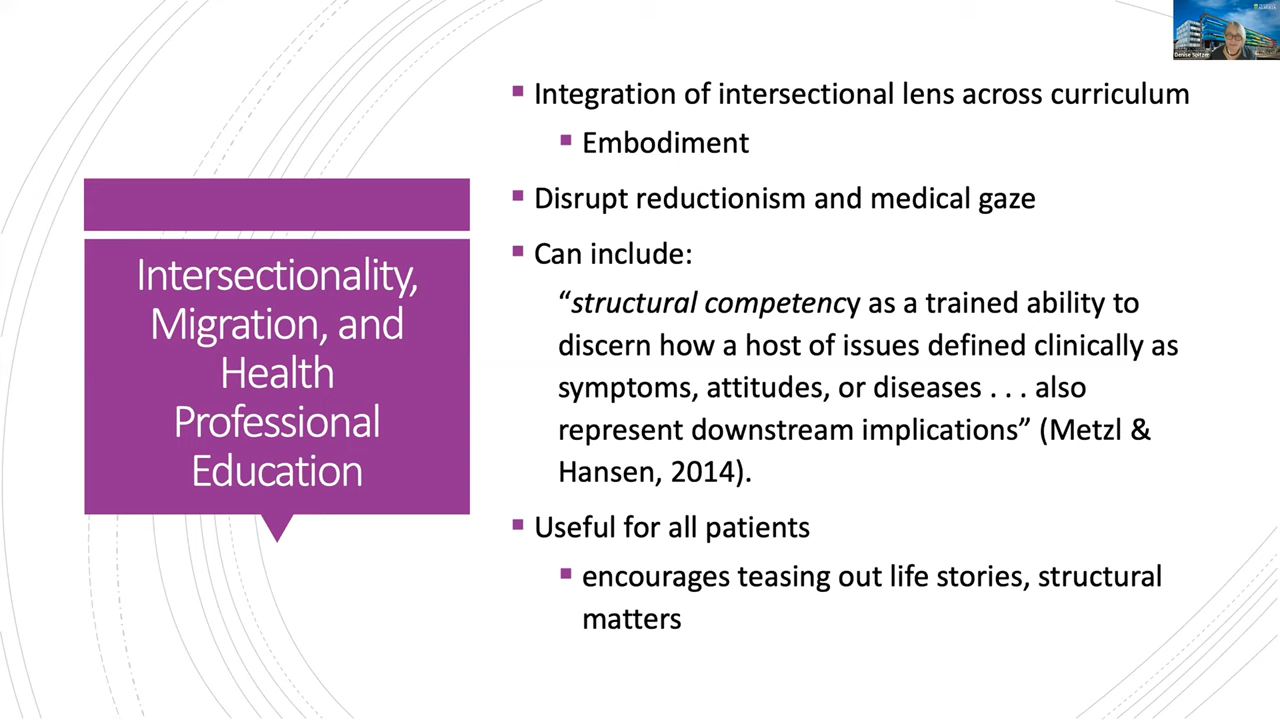 Intersectionality,
Migration, and
Health
Professional
Education
Integration of intersectional lens across curriculum
Embodiment
Disrupt reductionism and medical gaze
Can include:
“structural competency as a trained ability to
discern how a host of issues defined clinically as
symptoms, attitudes, or diseases . . . also
represent downstream implications” (Metzl &
Hansen, 2014).
Useful for all patients
encourages teasing out life stories, structural
matters
Denise Spitzer